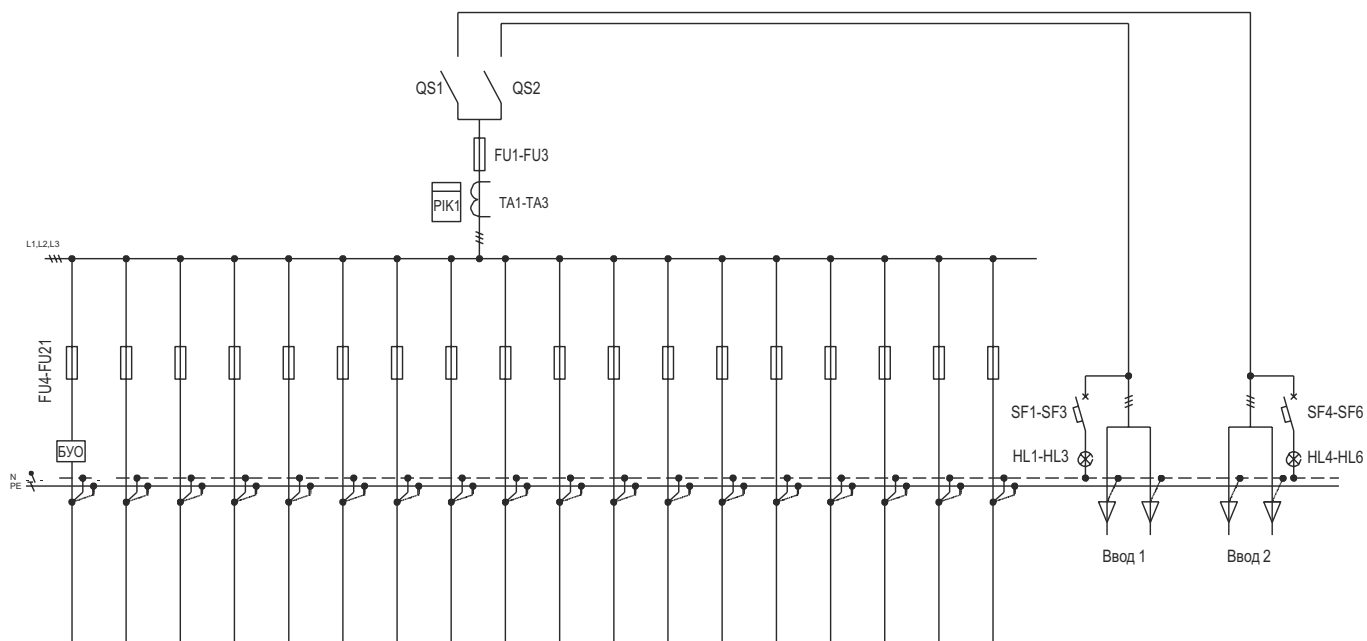 QS1
QS2
FU1-FU3
PIK1
TA1-TA3
L1,L2,L3
FU4-FU21
SF1-SF3
SF4-SF6
БУО
HL1-HL3
HL4-HL6
N
PE
Ввод 1
Ввод 2